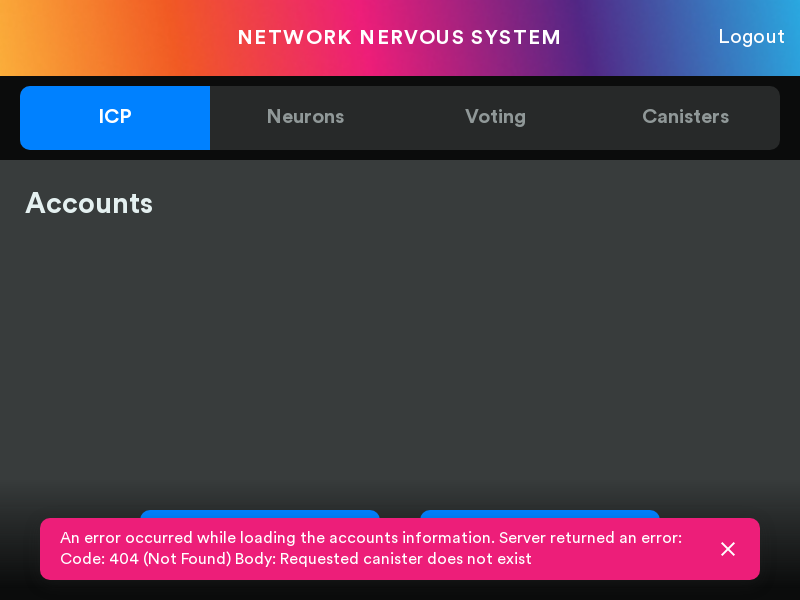 NETWORK NERVOUS SYSTEM
Logout
ICP
Neurons
Voting
Canisters
Accounts
An error occurred while loading the accounts information. Server returned an error:
Code: 404 (Not Found) Body: Requested canister does not exist